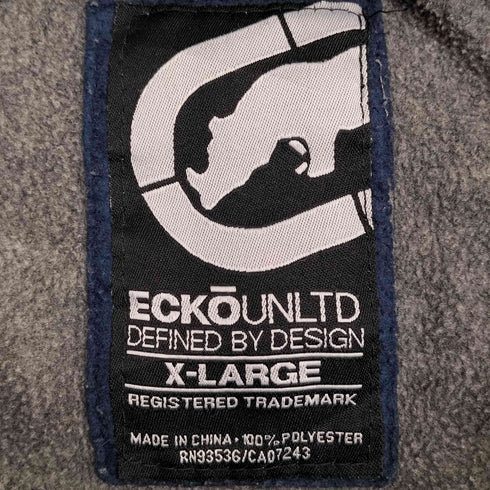 ECKŌUNLTD
DEFINED BY DESIGN
X-LARGE
REGISTERED TRADEMARK
MADE IN CHINA · 100% POLYESTER
RN93536/CA07243